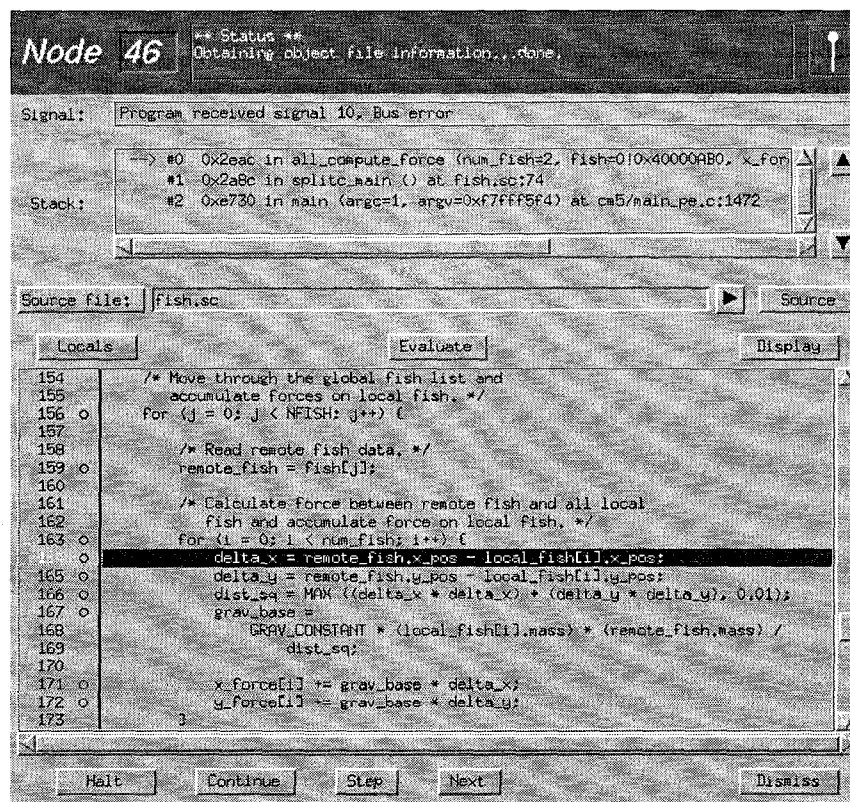 Node 46
** Status **
Obtaining object file information...done.
Signal: Program received signal 10, Bus error
Stack:
--> #0 0x2eac in all_compute_force (num_fish=2, fish=0!0x40000AB0, x_for
#1 0x2a8c in splitc_main () at fish.sc:74
#2 0xe730 in main (argc=1, argv=0xf7fff5f4) at cm5/main_pe.c:1472
Source file: fish.sc Source
Locals Evaluate Display
154 /* Move through the global fish list and
155 accumulate forces on local fish. */
156 o for (j = 0; j < NFISH; j++) {
157
158 /* Read remote fish data. */
159 o remote_fish = fish[j];
160
161 /* Calculate force between remote fish and all local
162 fish and accumulate force on local fish. */
163 o for (i = 0; i < num_fish; i++) {
o delta_x = remote_fish.x_pos - local_fish[i].x_pos;
165 o delta_y = remote_fish.y_pos - local_fish[i].y_pos;
166 o dist_sq = MAX ((delta_x * delta_x) + (delta_y * delta_y), 0.01);
167 o grav_base =
168 GRAV_CONSTANT * (local_fish[i].mass) * (remote_fish.mass) /
169 dist_sq;
170
171 o x_force[i] += grav_base * delta_x;
172 o y_force[i] += grav_base * delta_y;
173 }
Halt Continue Step Next Dismiss